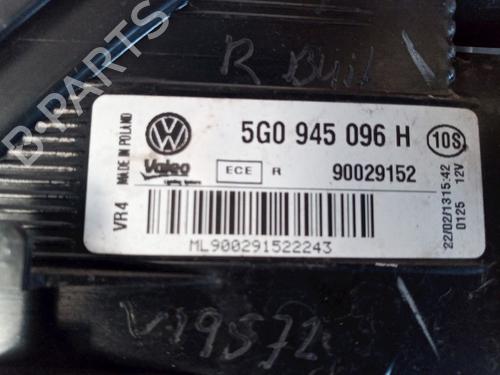 B-PARTS
R
5G0 945 096 H
10S
VR4
MADE IN POLAND
Valeo
ECE R
90029152
22/02/13 15:42
0125 12V
ML900291522243
V19572